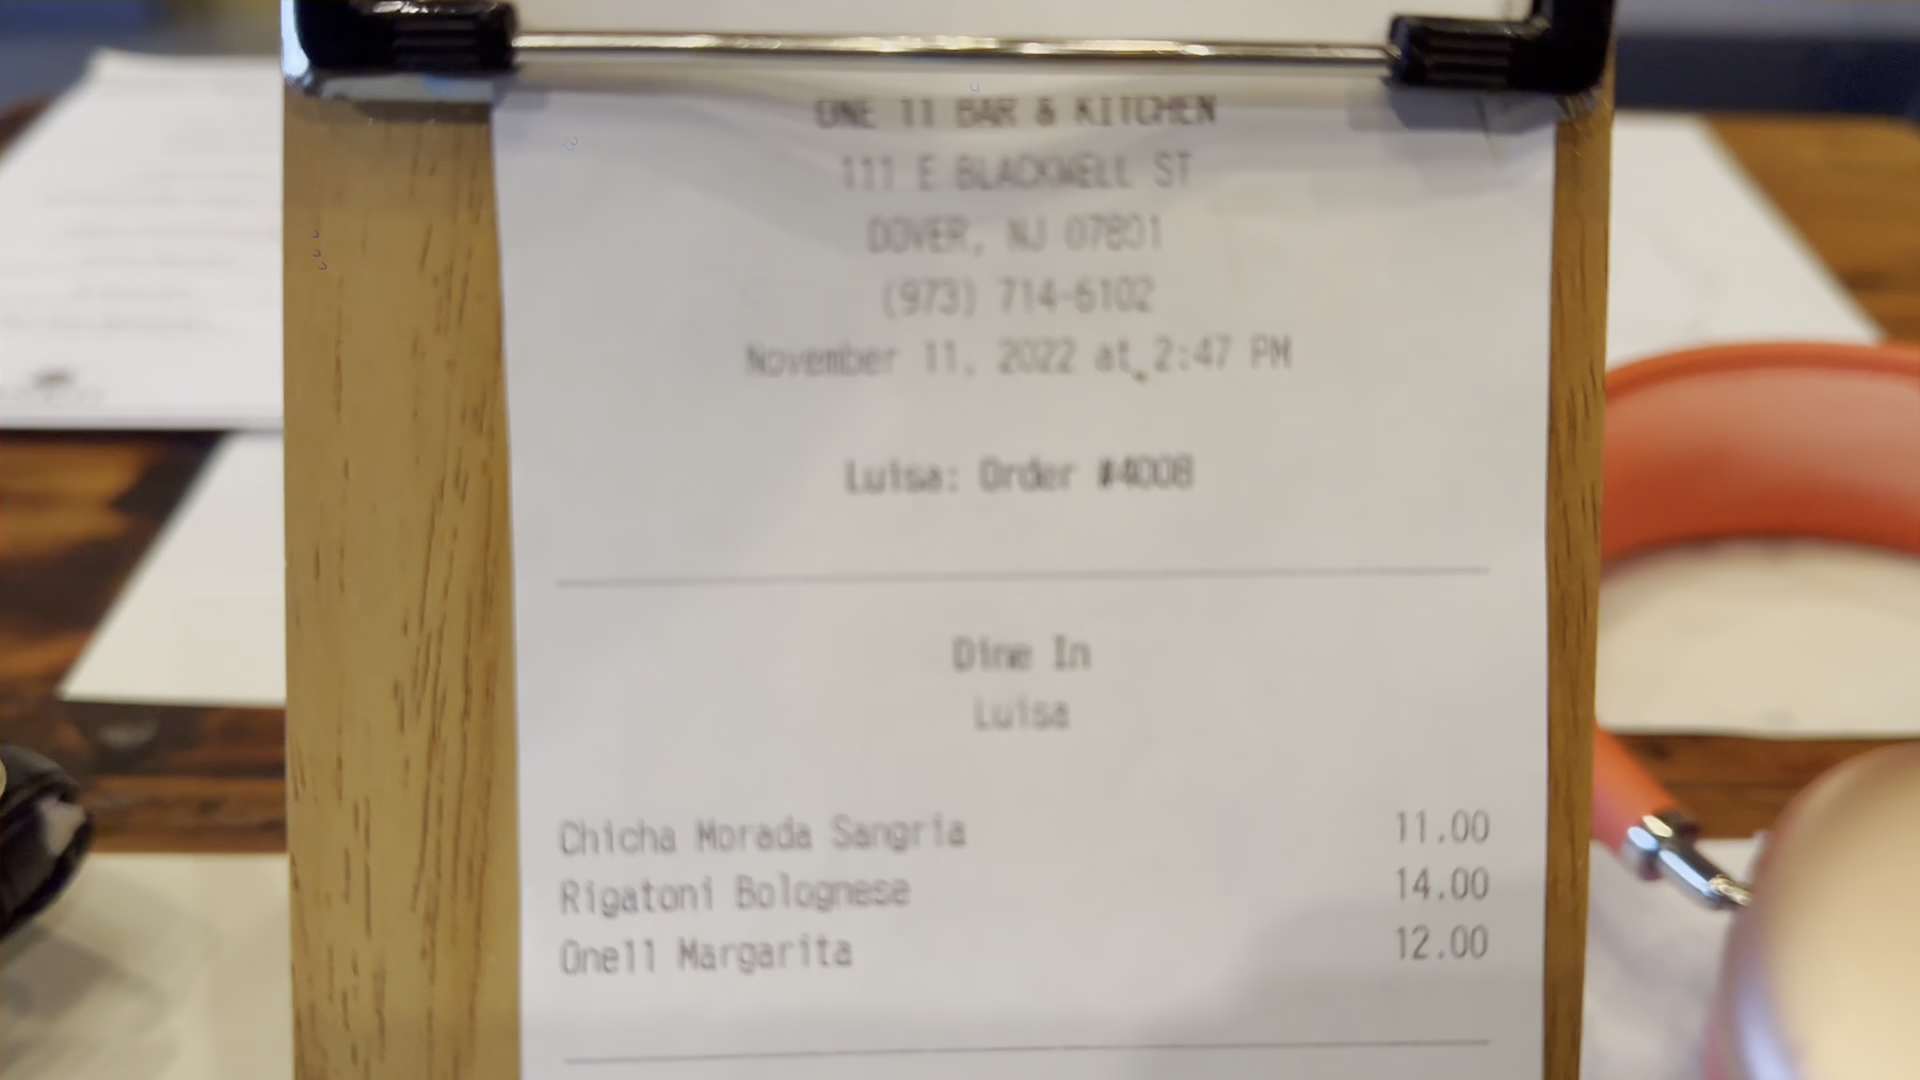 ONE 11 BAR & KITCHEN
111 E BLACKWELL ST
DOVER, NJ 07801
(973) 714-6102
November 11, 2022 at 2:47 PM
Luisa: Order #4008
Dine In
Luisa
Chicha Morada Sangria 11.00
Rigatoni Bolognese 14.00
One11 Margarita 12.00